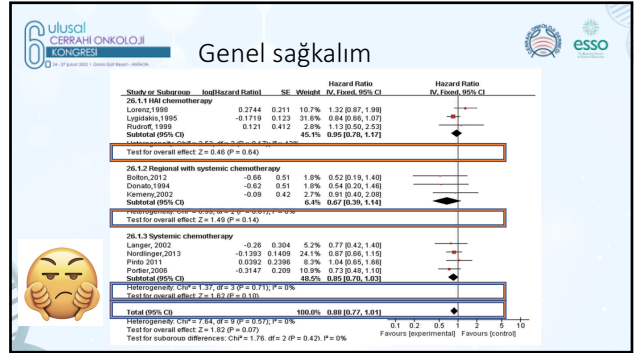 6. ulusal
CERRAHİ ONKOLOJİ
KONGRESİ
Genel sağkalım
esso
Hazard Ratio Hazard Ratio
Study or Subgroup log[Hazard Ratio] SE Weight IV, Fixed, 95% CI IV, Fixed, 95% CI
26.1.1 HAI chemotherapy
Lorenz,1998 0.2744 0.211 10.7% 1.32 [0.87, 1.99]
Lygidakis,1995 -0.1719 0.123 31.6% 0.84 [0.66, 1.07]
Rudroff, 1999 0.121 0.412 2.8% 1.13 [0.50, 2.53]
Subtotal (95% CI) 45.1% 0.95 [0.78, 1.17]
Test for overall effect: Z = 0.46 (P = 0.64)
26.1.2 Regional with systemic chemotherapy
Bolton,2012 -0.66 0.51 1.8% 0.52 [0.19, 1.40]
Donato,1994 -0.62 0.51 1.8% 0.54 [0.20, 1.46]
Kemeny,2002 -0.09 0.42 2.7% 0.91 [0.40, 2.08]
Subtotal (95% CI) 6.4% 0.67 [0.39, 1.14]
Test for overall effect: Z = 1.49 (P = 0.14)
26.1.3 Systemic chemotherapy
Langer, 2002 -0.26 0.304 5.2% 0.77 [0.42, 1.40]
Nordlinger,2013 -0.1393 0.1409 24.1% 0.87 [0.66, 1.15]
Pinto 2011 0.0392 0.2396 8.3% 1.04 [0.65, 1.66]
Portier,2006 -0.3147 0.209 10.9% 0.73 [0.48, 1.10]
Subtotal (95% CI) 48.5% 0.85 [0.70, 1.03]
Heterogeneity: Chi² = 1.37, df = 3 (P = 0.71); I² = 0%
Test for overall effect: Z = 1.62 (P = 0.10)
Total (95% CI) 100.0% 0.88 [0.77, 1.01]
Heterogeneity: Chi² = 7.64, df = 9 (P = 0.57); I² = 0%
Test for overall effect: Z = 1.82 (P = 0.07)
Test for subgroup differences: Chi² = 1.76, df = 2 (P = 0.42), I² = 0%
0.1 0.2 0.5 1 2 5 10
Favours [experimental] Favours [control]